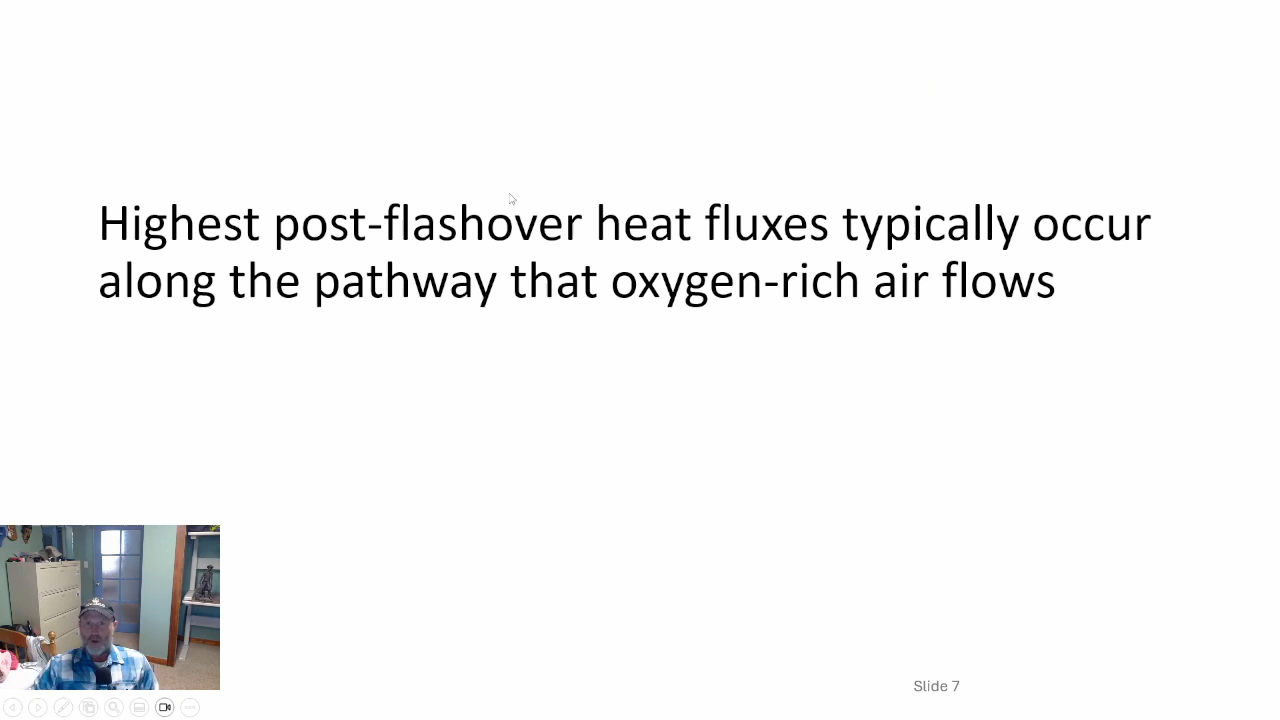 Highest post-flashover heat fluxes typically occur
along the pathway that oxygen-rich air flows
Slide 7